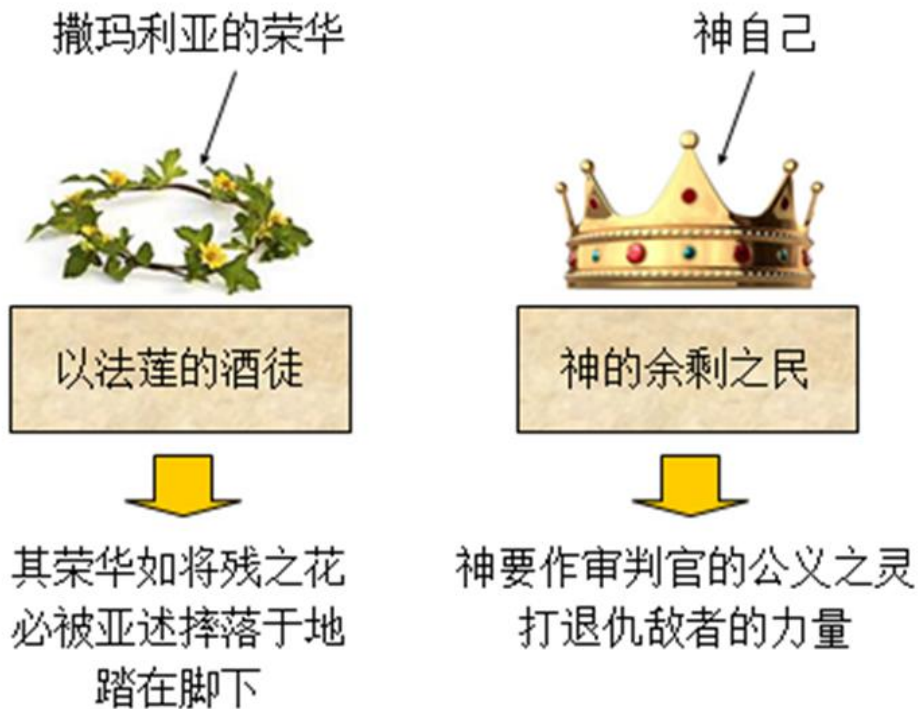 撒玛利亚的荣华
神自己
以法莲的酒徒
神的余剩之民
其荣华如将残之花
必被亚述摔落于地
踏在脚下
神要作审判官的公义之灵
打退仇敌者的力量